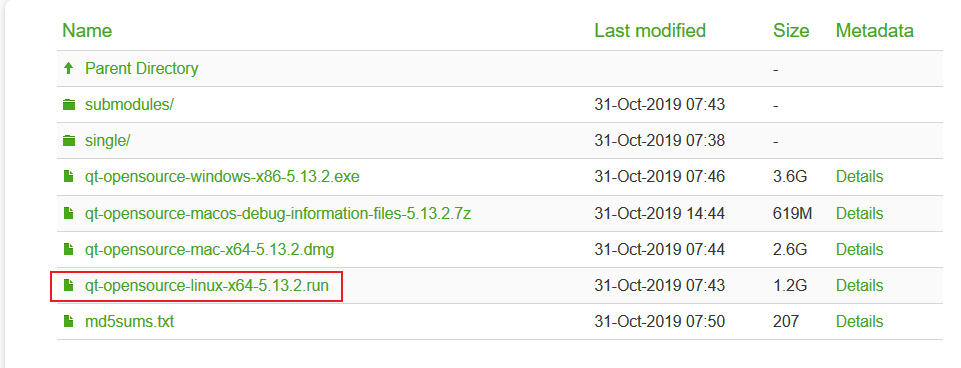 Name Last modified Size Metadata
Parent Directory -
submodules/ 31-Oct-2019 07:43 -
single/ 31-Oct-2019 07:38 -
qt-opensource-windows-x86-5.13.2.exe 31-Oct-2019 07:46 3.6G Details
qt-opensource-macos-debug-information-files-5.13.2.7z 31-Oct-2019 14:44 619M Details
qt-opensource-mac-x64-5.13.2.dmg 31-Oct-2019 07:44 2.6G Details
qt-opensource-linux-x64-5.13.2.run 31-Oct-2019 07:43 1.2G Details
md5sums.txt 31-Oct-2019 07:50 207 Details